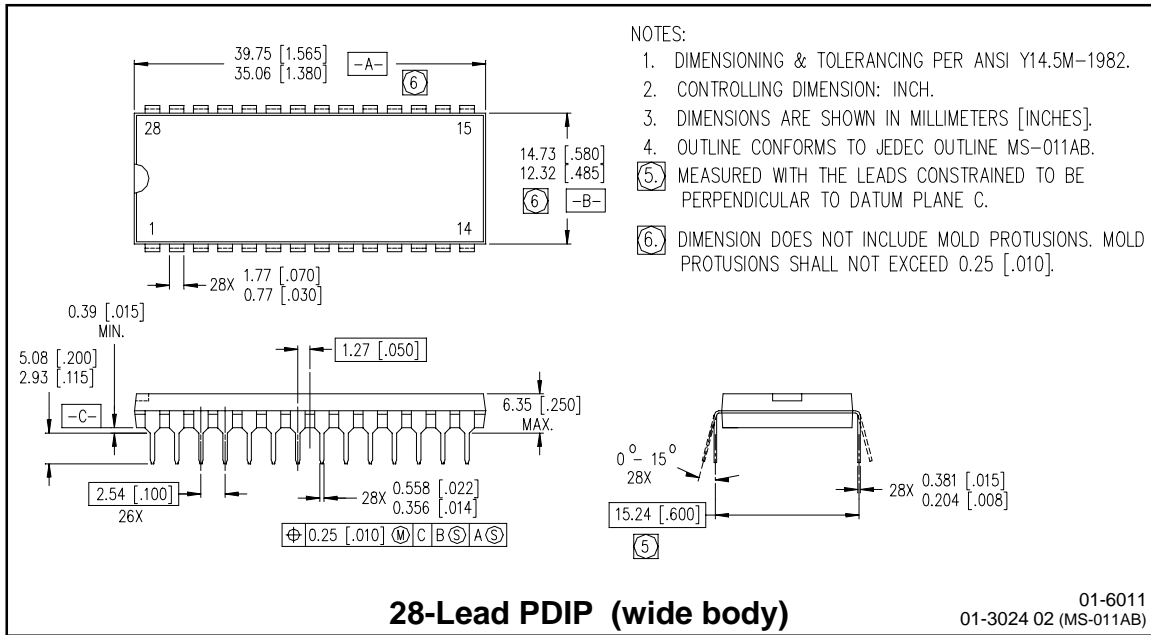 39.75 [1.565]
35.06 [1.380]
-A-
6
28
15
1
14
14.73 [.580]
12.32 [.485]
6
-B-
28X
1.77 [.070]
0.77 [.030]
NOTES:
1. DIMENSIONING & TOLERANCING PER ANSI Y14.5M-1982.
2. CONTROLLING DIMENSION: INCH.
3. DIMENSIONS ARE SHOWN IN MILLIMETERS [INCHES].
4. OUTLINE CONFORMS TO JEDEC OUTLINE MS-011AB.
5. MEASURED WITH THE LEADS CONSTRAINED TO BE
PERPENDICULAR TO DATUM PLANE C.
6. DIMENSION DOES NOT INCLUDE MOLD PROTUSIONS. MOLD
PROTUSIONS SHALL NOT EXCEED 0.25 [.010].
0.39 [.015]
MIN.
5.08 [.200]
2.93 [.115]
-C-
1.27 [.050]
6.35 [.250]
MAX.
2.54 [.100]
26X
28X
0.558 [.022]
0.356 [.014]
⌖ 0.25 [.010] Ⓜ C B Ⓢ A Ⓢ
0° - 15°
28X
15.24 [.600]
5
28X
0.381 [.015]
0.204 [.008]
28-Lead PDIP (wide body)
01-6011
01-3024 02 (MS-011AB)